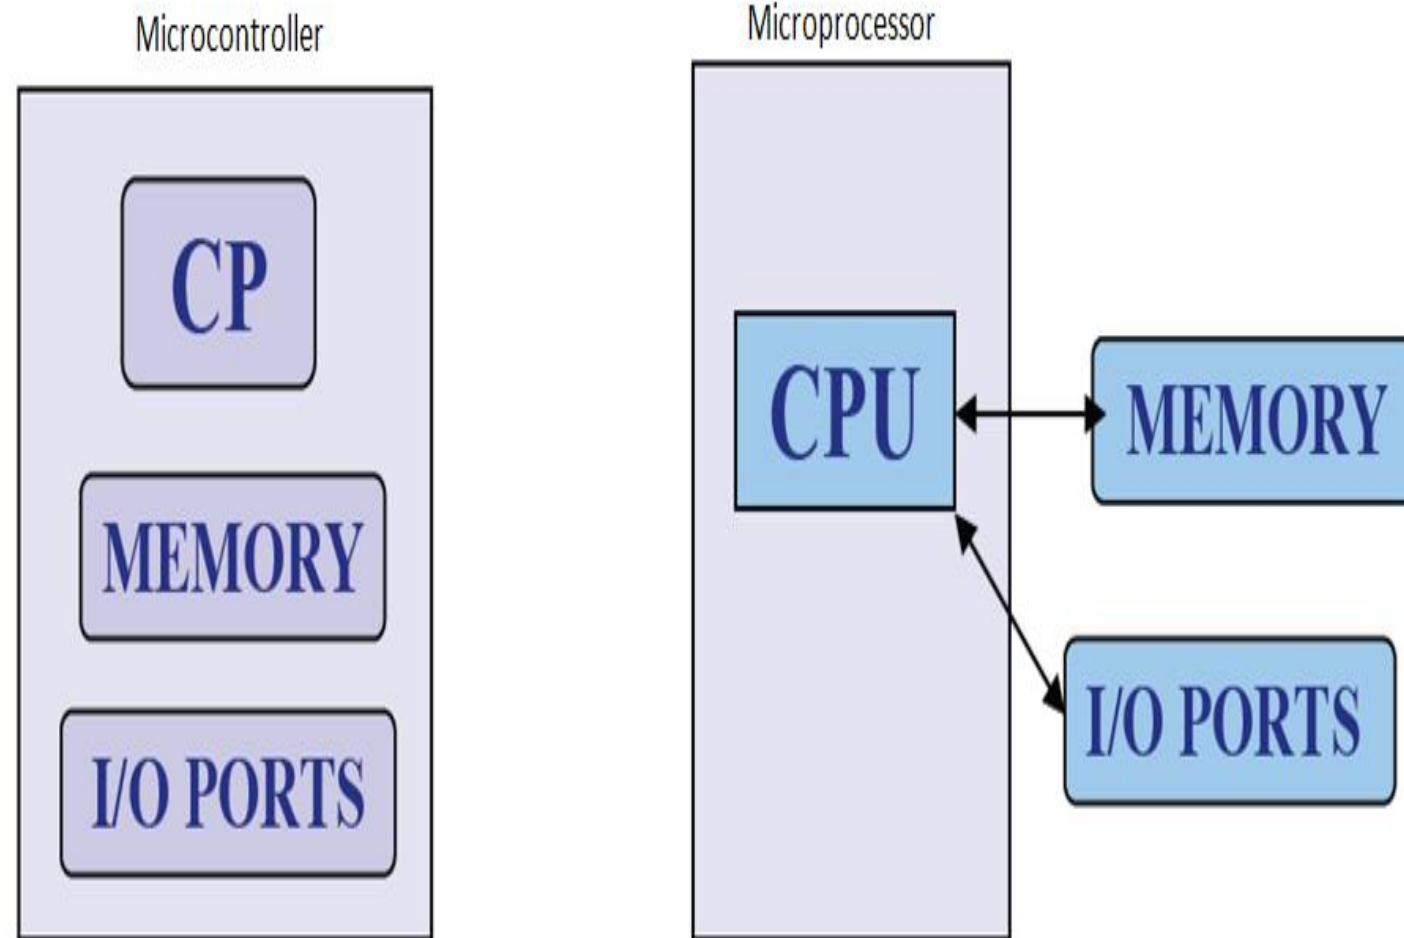 Microcontroller
CP
MEMORY
I/O PORTS
Microprocessor
CPU
MEMORY
I/O PORTS